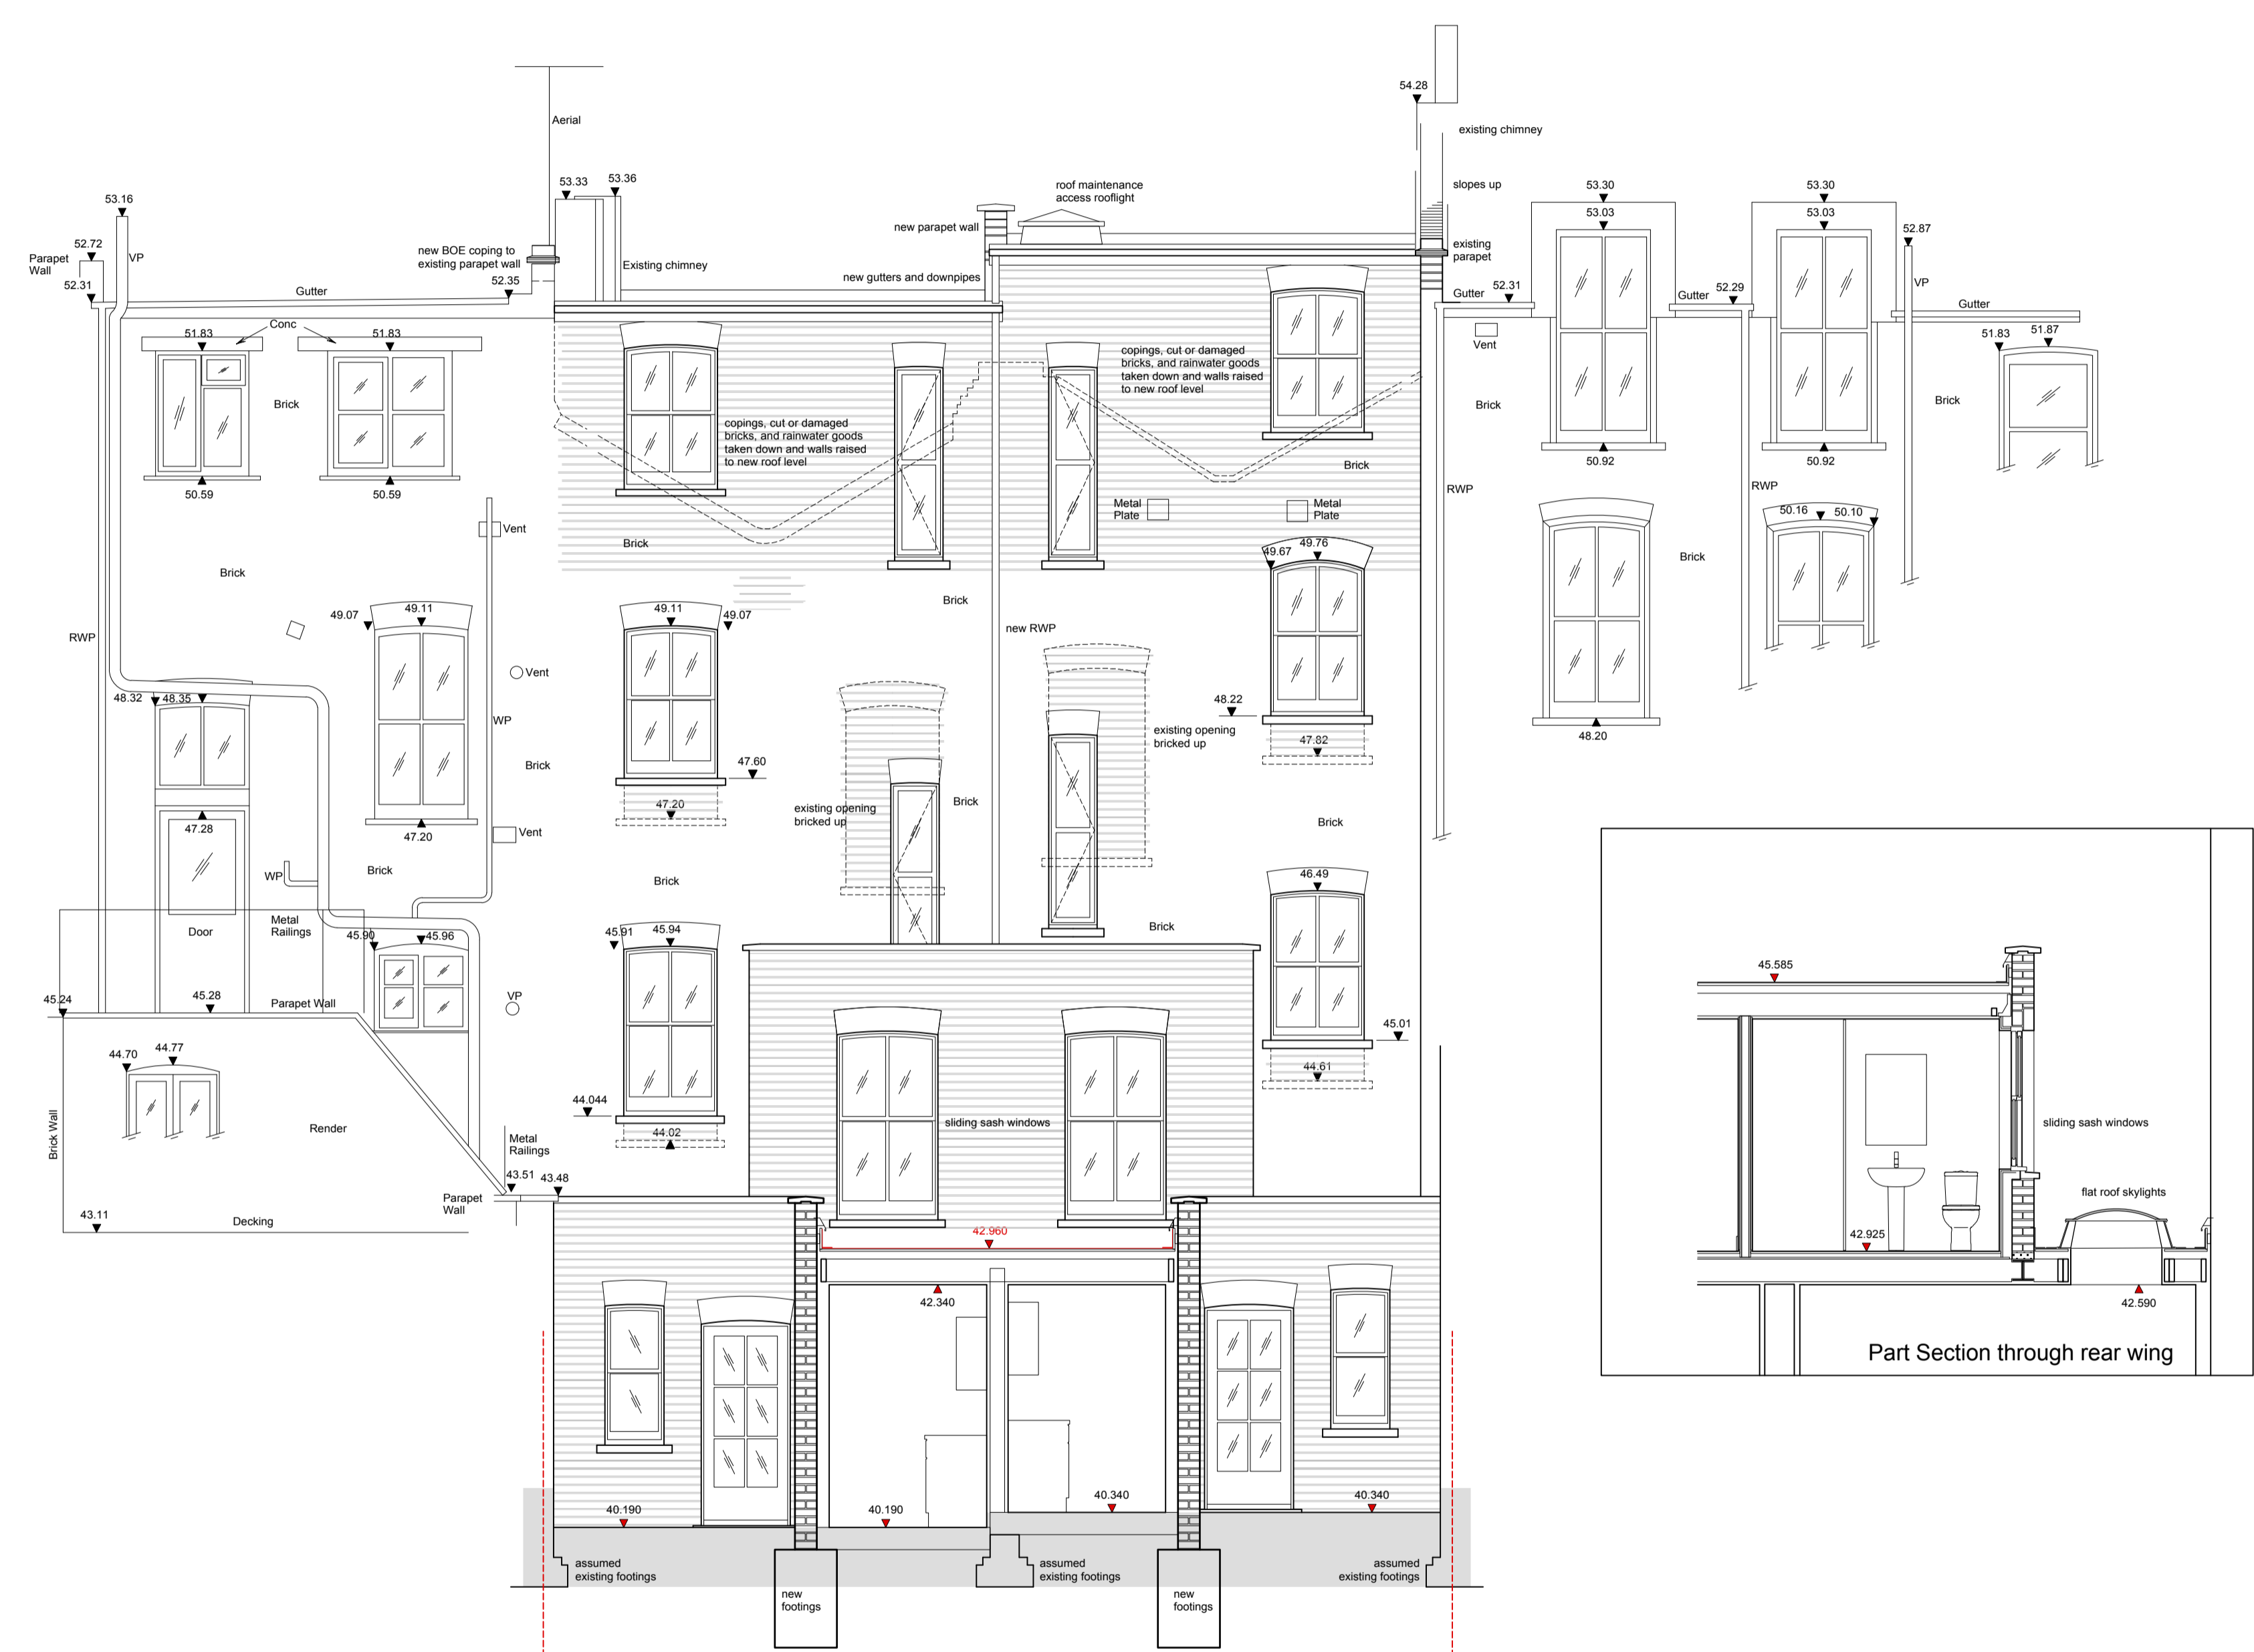 54.28
Aerial
existing chimney
53.33
53.36
roof maintenance
access rooflight
slopes up
53.30
53.30
53.16
53.03
53.03
new parapet wall
52.87
52.72
Parapet
Wall
VP
new BOE coping to
existing parapet wall
existing
parapet
Existing chimney
new gutters and downpipes
52.31
Gutter
52.35
Gutter
52.31
Gutter
52.29
VP
Gutter
Conc
51.83
51.83
Vent
51.83
51.87
copings, cut or damaged
bricks, and rainwater goods
taken down and walls raised
to new roof level
Brick
Brick
Brick
copings, cut or damaged
bricks, and rainwater goods
taken down and walls raised
to new roof level
Brick
50.92
50.92
50.59
50.59
RWP
RWP
Metal
Plate
Metal
Plate
50.16
50.10
Vent
Brick
49.67
49.76
Brick
Brick
Brick
49.07
49.11
49.11
49.07
new RWP
RWP
Vent
48.32
48.35
48.22
WP
existing opening
bricked up
47.82
48.20
Brick
47.60
47.20
existing opening
bricked up
Brick
47.28
47.20
Vent
Brick
WP
Brick
Brick
46.49
Metal
Railings
Door
45.90
45.96
45.91
45.94
Brick
45.24
45.28
Parapet Wall
VP
45.585
45.01
44.70
44.77
44.61
44.044
sliding sash windows
sliding sash windows
Brick Wall
Render
44.02
Metal
Railings
43.51
43.48
Parapet
Wall
flat roof skylights
43.11
Decking
42.960
42.925
42.340
42.590
Part Section through rear wing
40.190
40.190
40.340
40.340
assumed
existing footings
assumed
existing footings
assumed
existing footings
new
footings
new
footings